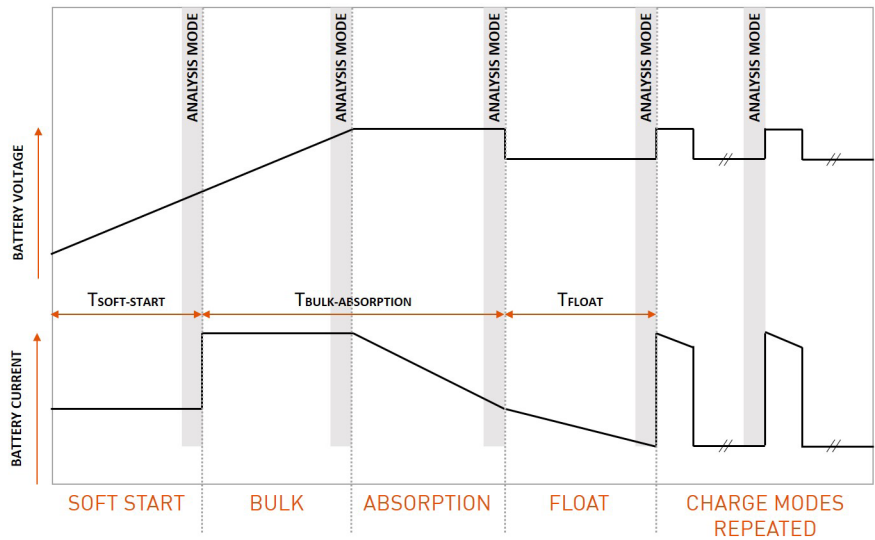 ANALYSIS MODE
ANALYSIS MODE
ANALYSIS MODE
ANALYSIS MODE
ANALYSIS MODE
BATTERY VOLTAGE
TSOFT-START
TBULK-ABSORPTION
TFLOAT
BATTERY CURRENT
SOFT START
BULK
ABSORPTION
FLOAT
CHARGE MODES
REPEATED